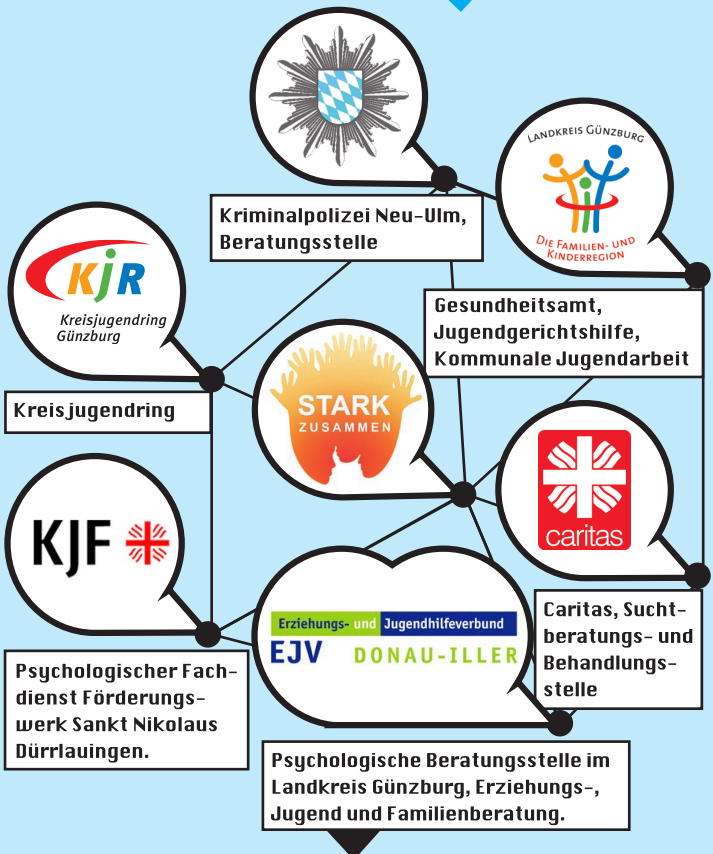 Kriminalpolizei Neu-Ulm,
Beratungsstelle
LANDKREIS GÜNZBURG
DIE FAMILIEN- UND
KINDERREGION
Gesundheitsamt,
Jugendgerichtshilfe,
Kommunale Jugendarbeit
KjR
Kreisjugendring
Günzburg
Kreisjugendring
STARK
ZUSAMMEN
caritas
Caritas, Sucht-
beratungs- und
Behandlungs-
stelle
KJF
Psychologischer Fach-
dienst Förderungs-
werk Sankt Nikolaus
Dürrlauingen.
Erziehungs- und Jugendhilfeverbund
EJV DONAU-ILLER
Psychologische Beratungsstelle im
Landkreis Günzburg, Erziehungs-,
Jugend und Familienberatung.